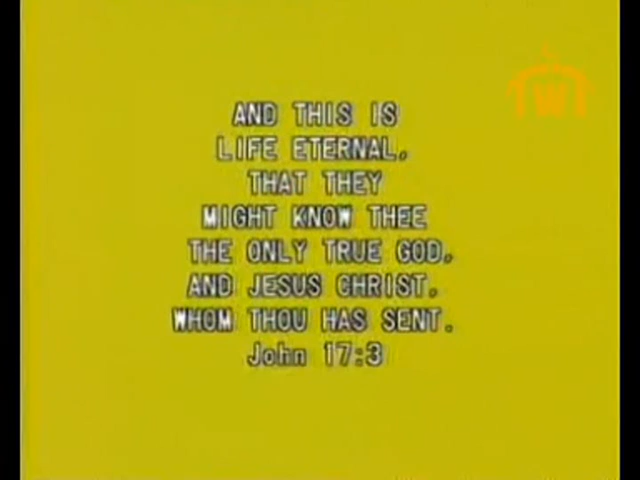 W
AND THIS IS
LIFE ETERNAL,
THAT THEY
MIGHT KNOW THEE
THE ONLY TRUE GOD,
AND JESUS CHRIST,
WHOM THOU HAS SENT.
John 17:3